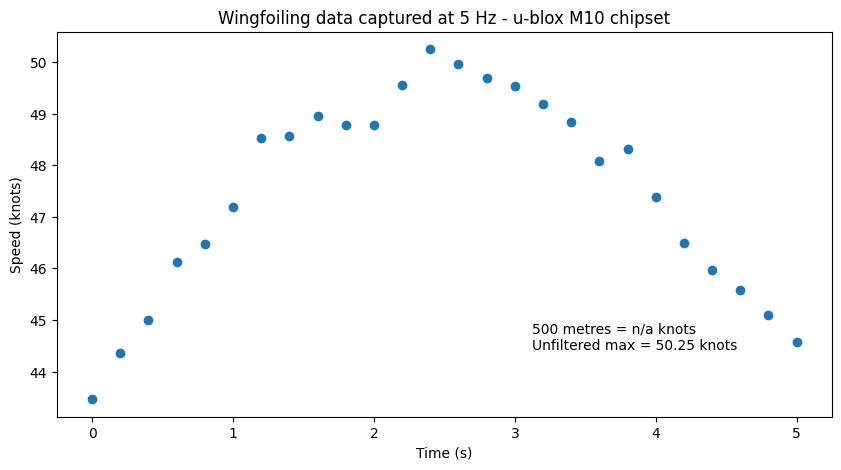 Wingfoiling data captured at 5 Hz - u-blox M10 chipset
50
49
48
47
46
45
44
Speed (knots)
500 metres = n/a knots
Unfiltered max = 50.25 knots
0 1 2 3 4 5
Time (s)